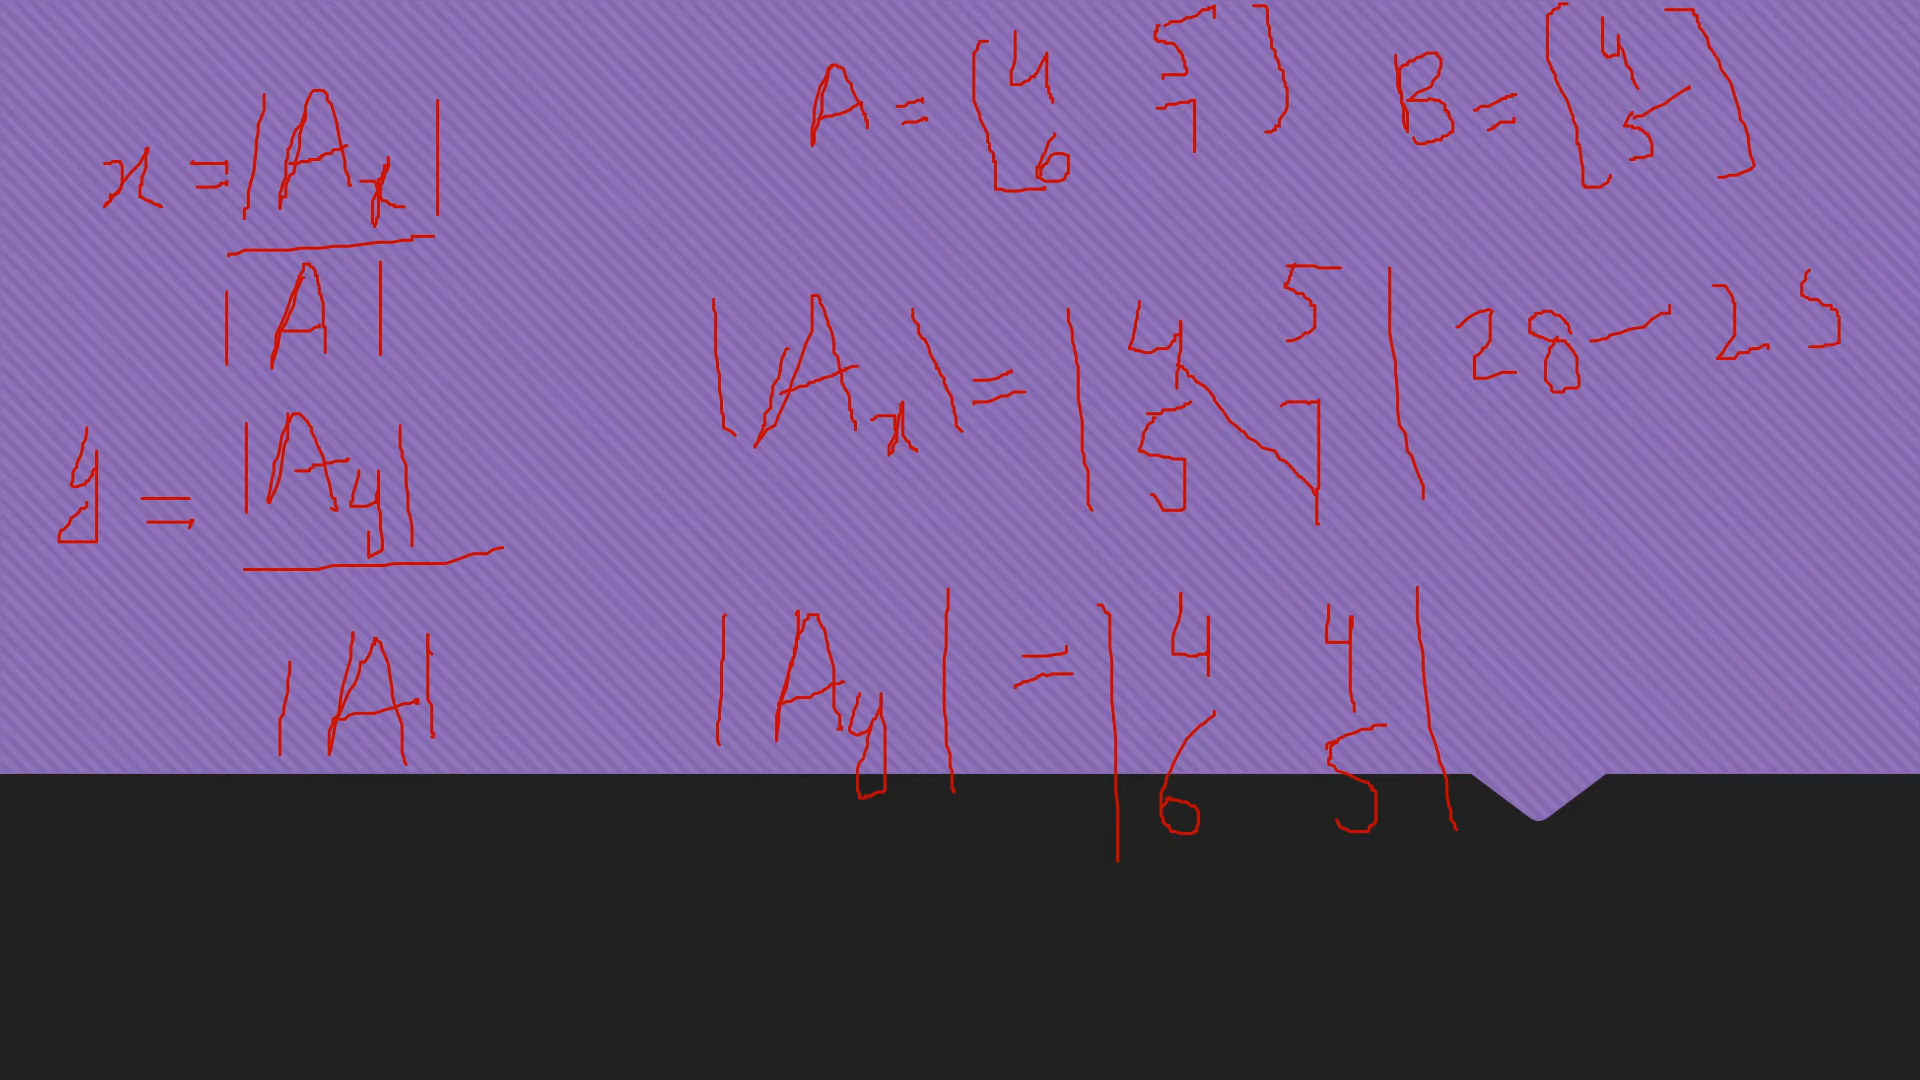 x = |Ax|
|A|
y = |Ay|
|A|
A = [4 5
6 7]
B = [4
5]
|Ax| = |4 5| 28 - 25
|5 7|
|Ay| = |4 4|
|6 5|